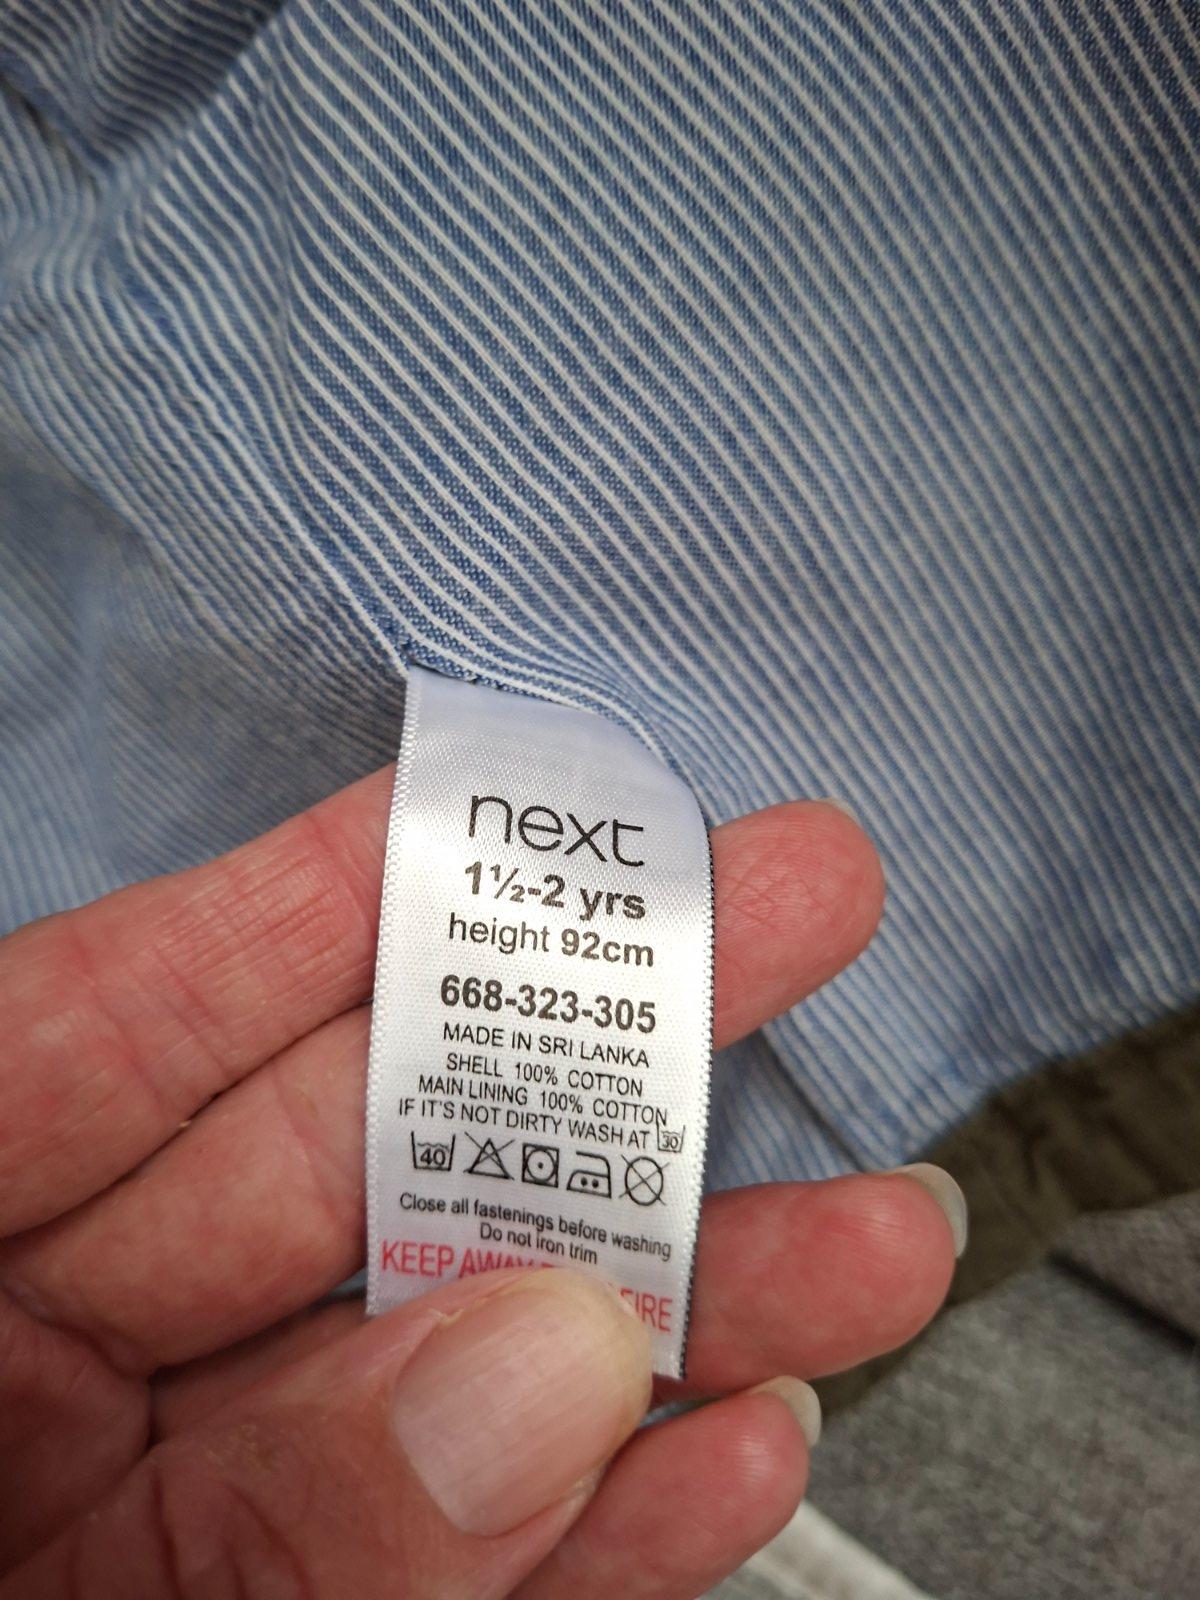 next
1½-2 yrs
height 92cm
668-323-305
MADE IN SRI LANKA
SHELL 100% COTTON
MAIN LINING 100% COTTON
IF IT'S NOT DIRTY WASH AT 30
40
Close all fastenings before washing
Do not iron trim
KEEP AWAY FIRE